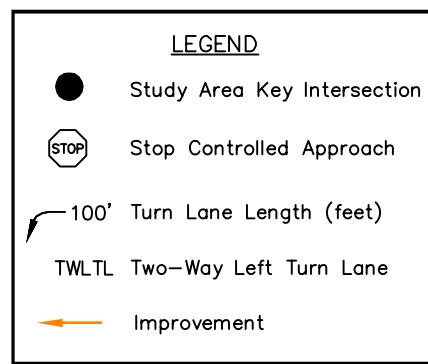 LEGEND
Study Area Key Intersection
STOP Stop Controlled Approach
100' Turn Lane Length (feet)
TWLTL Two-Way Left Turn Lane
Improvement